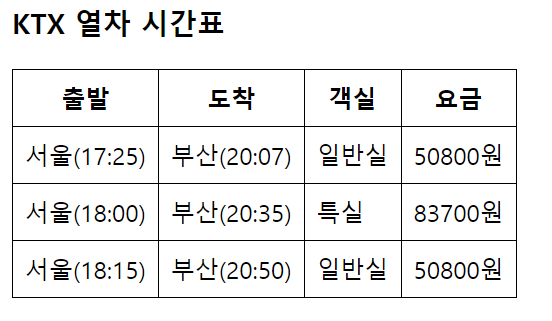 KTX 열차 시간표
출발 도착 객실 요금
서울(17:25) 부산(20:07) 일반실 50800원
서울(18:00) 부산(20:35) 특실 83700원
서울(18:15) 부산(20:50) 일반실 50800원